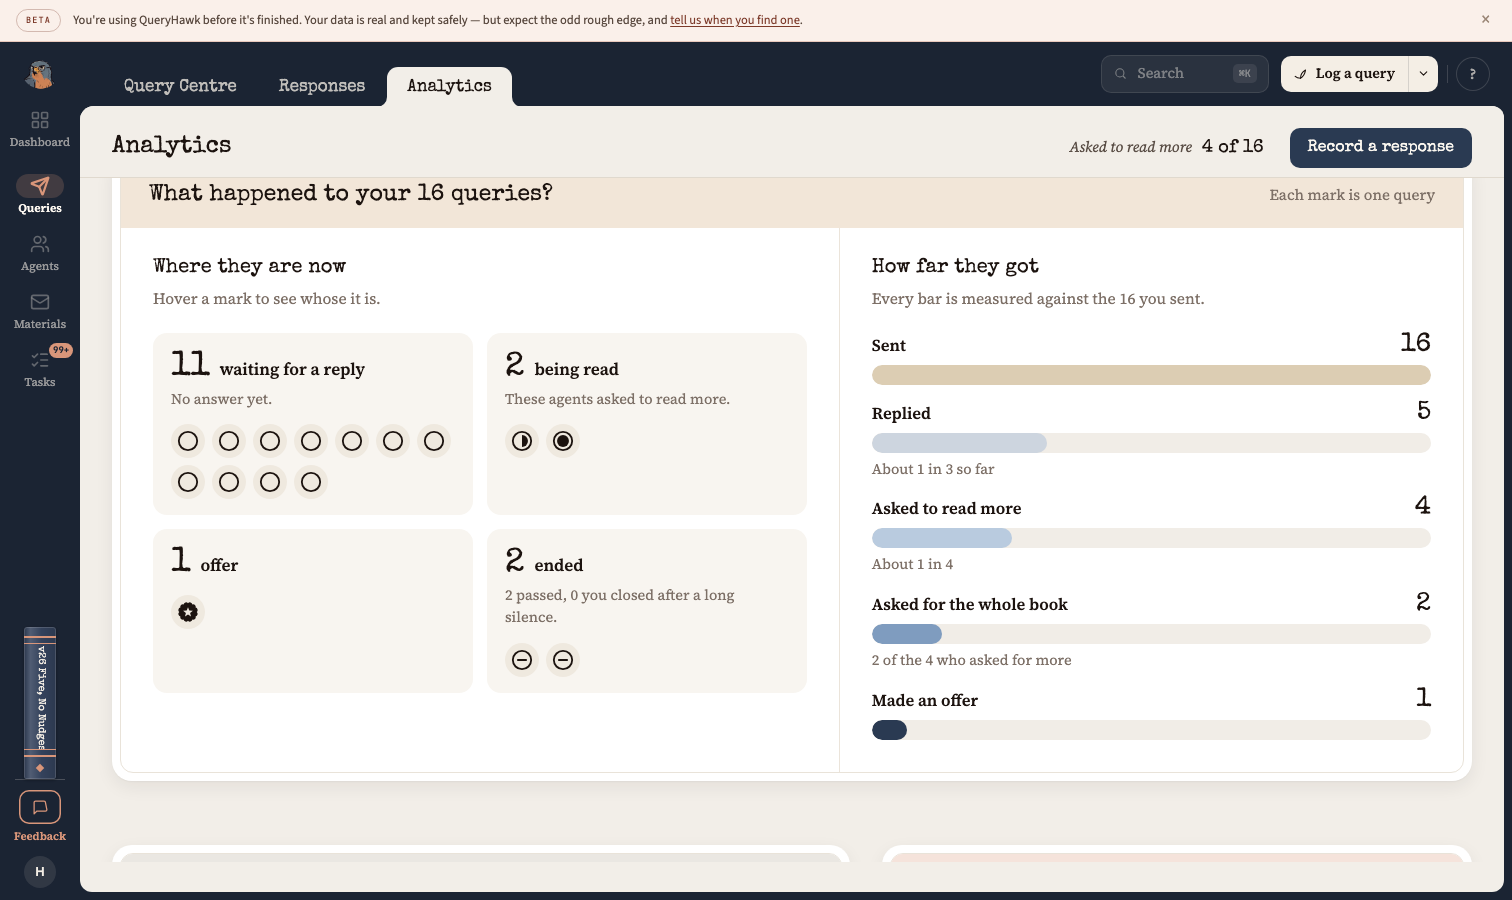 BETA
You're using QueryHawk before it's finished. Your data is real and kept safely — but expect the odd rough edge, and tell us when you find one.
×
Query Centre
Responses
Analytics
Search
⌘K
Log a query
?
Dashboard
Queries
Agents
Materials
99+
Tasks
v26 Five, No Nudges
Feedback
H
Analytics
Asked to read more 4 of 16
Record a response
What happened to your 16 queries?
Each mark is one query
Where they are now
Hover a mark to see whose it is.
11 waiting for a reply
No answer yet.
2 being read
These agents asked to read more.
1 offer
2 ended
2 passed, 0 you closed after a long
silence.
How far they got
Every bar is measured against the 16 you sent.
Sent 16
Replied 5
About 1 in 3 so far
Asked to read more 4
About 1 in 4
Asked for the whole book 2
2 of the 4 who asked for more
Made an offer 1